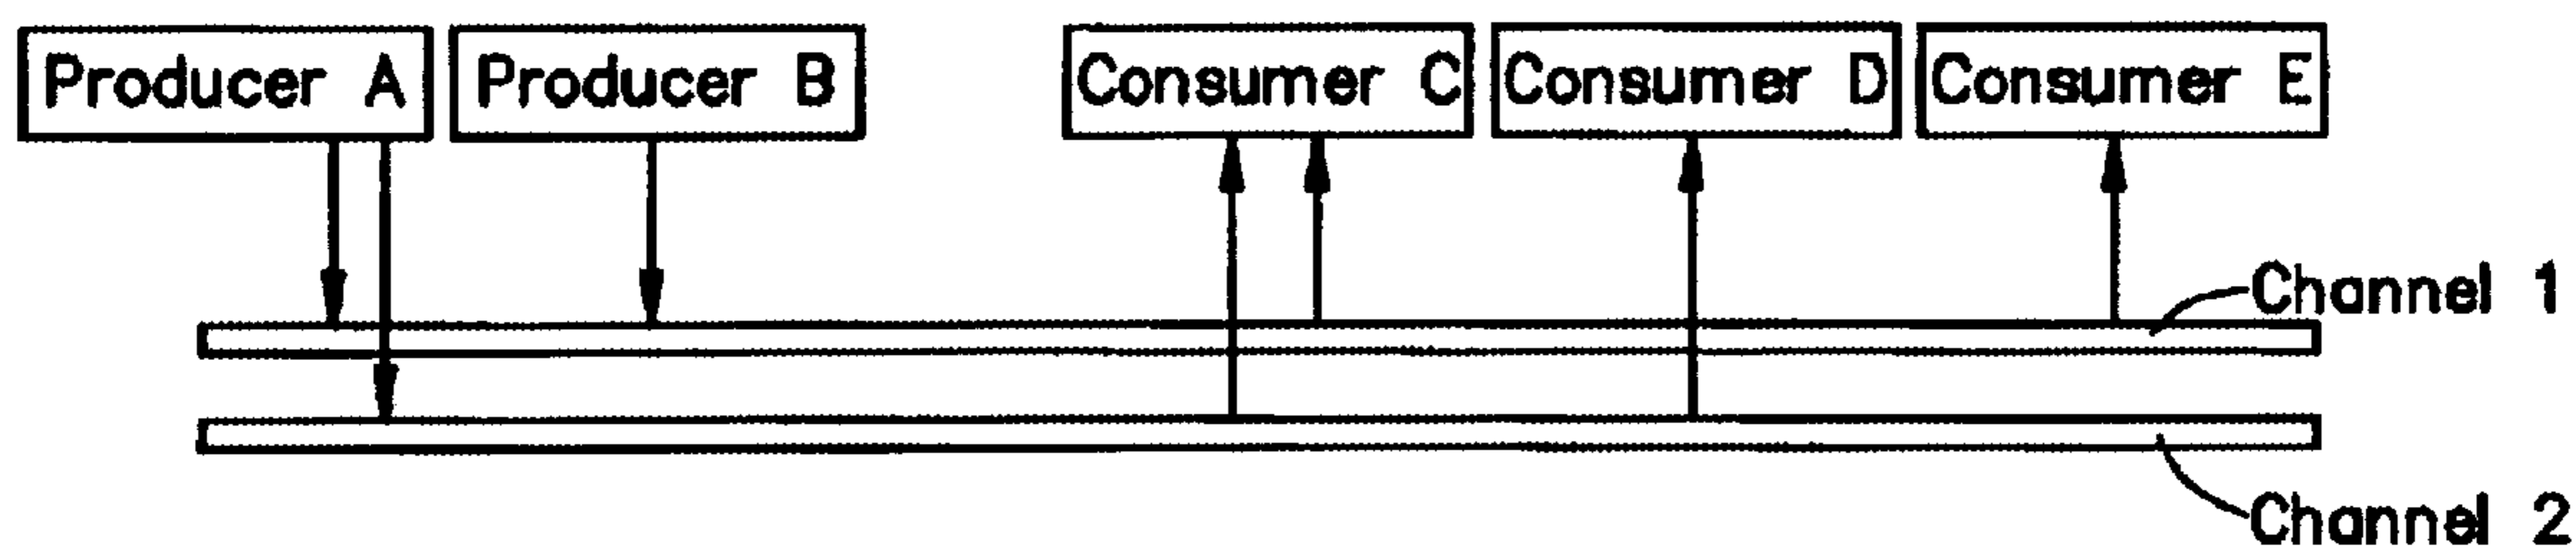 Producer A
Producer B
Consumer C
Consumer D
Consumer E
Channel 1
Channel 2